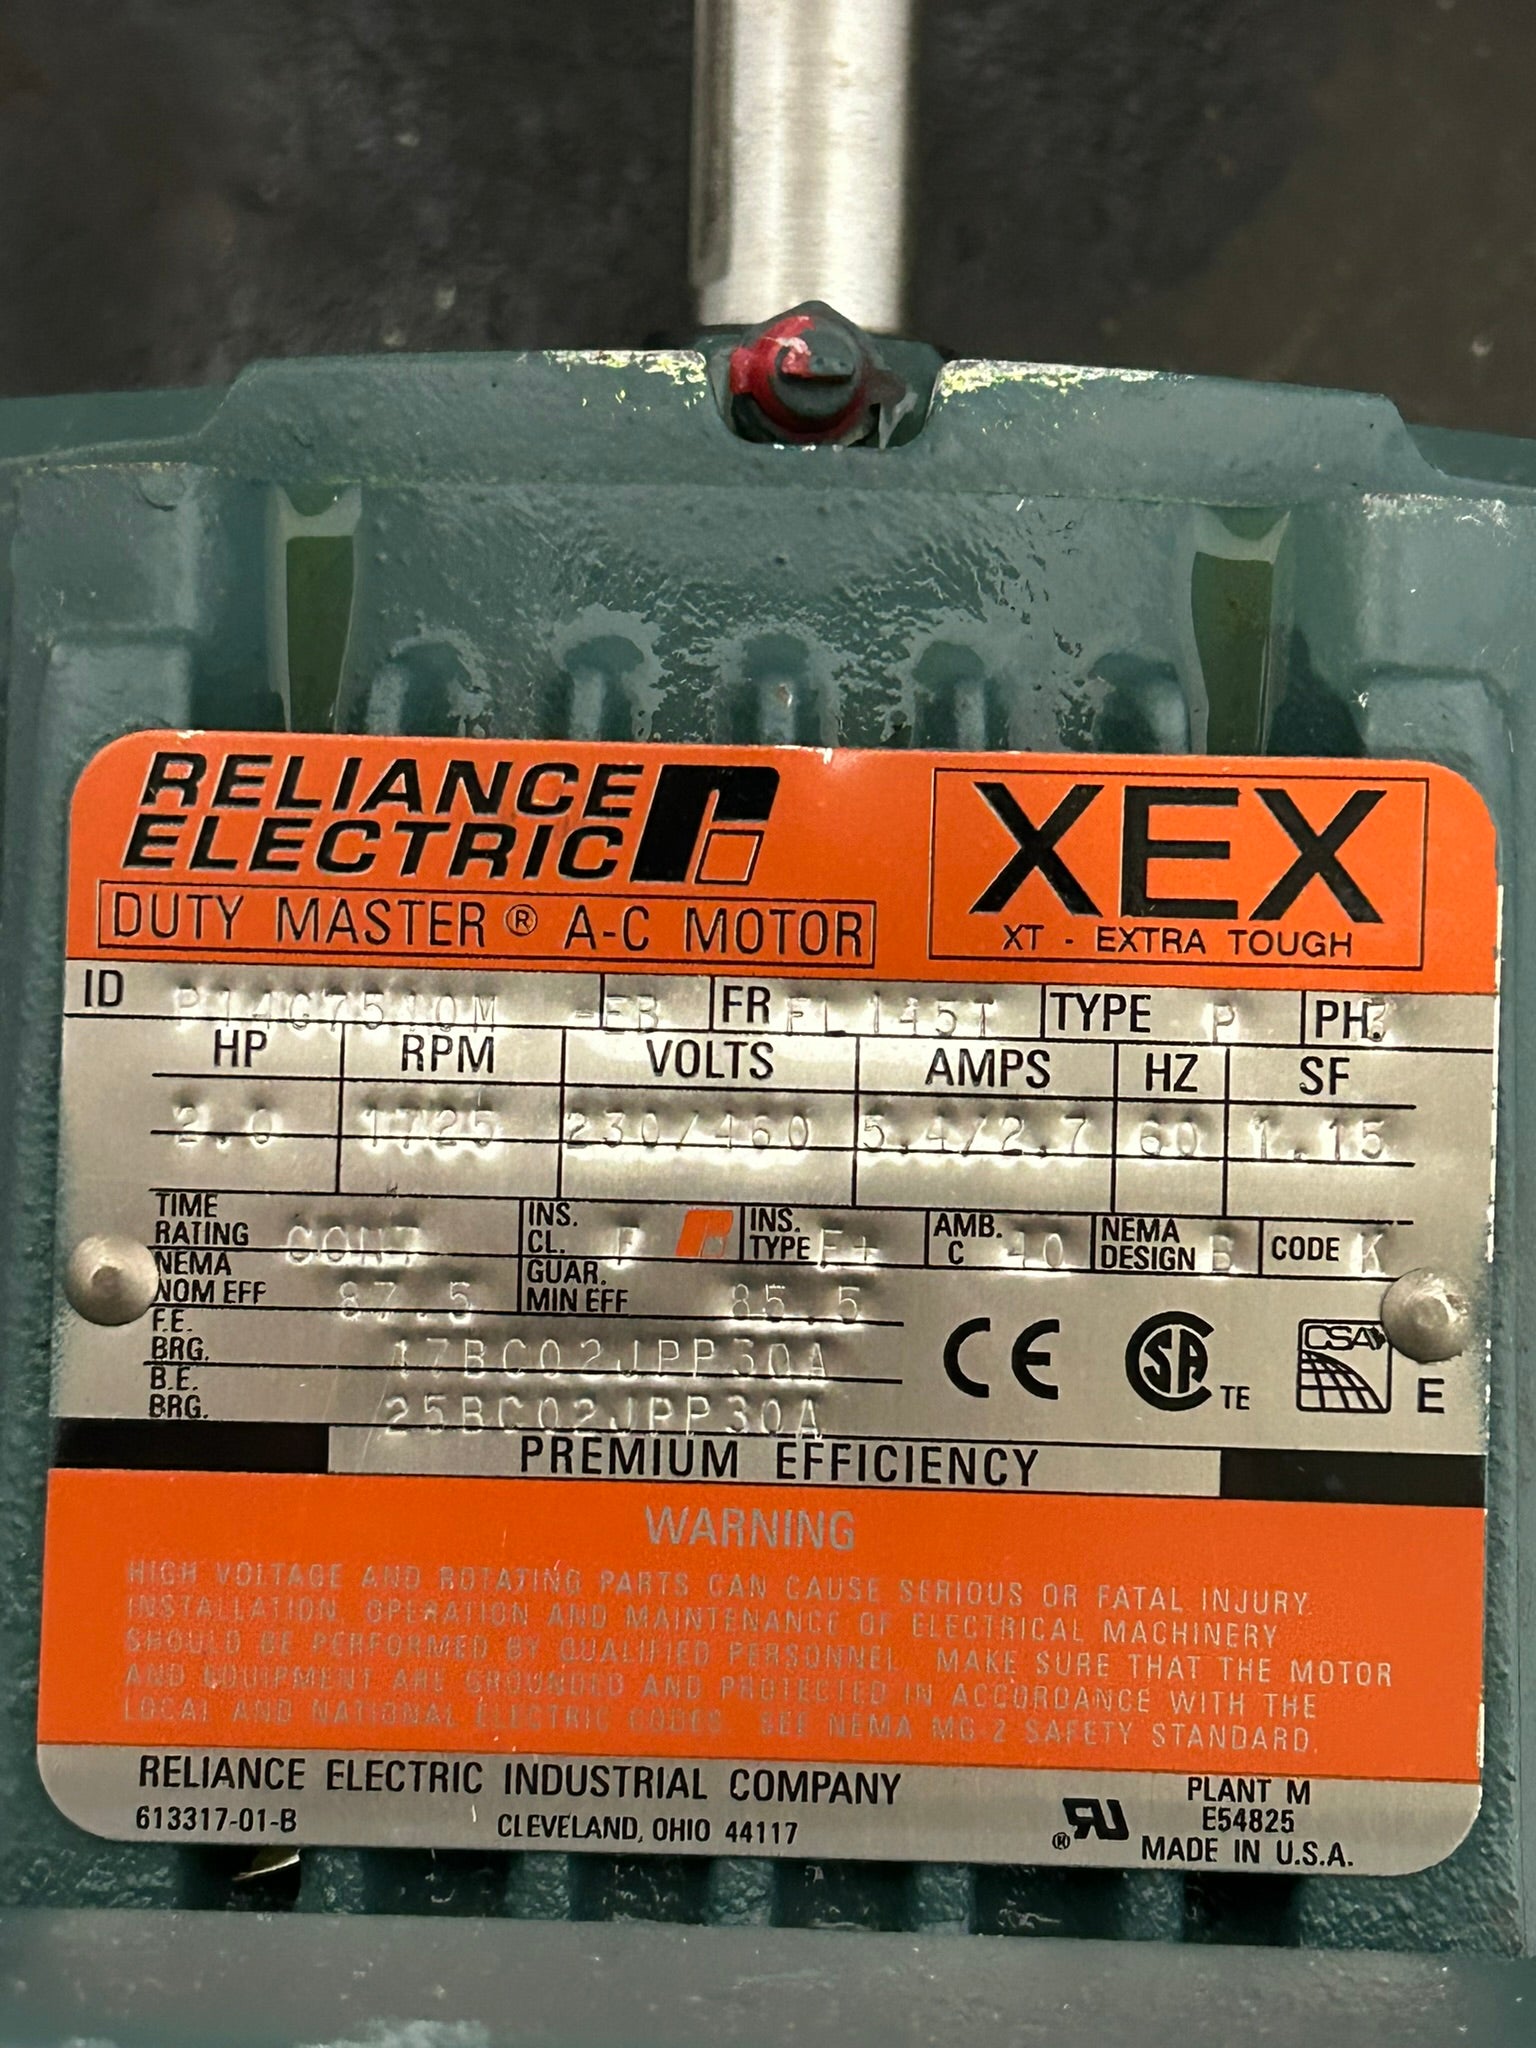 RELIANCE
ELECTRIC
DUTY MASTER ® A-C MOTOR
XEX
XT - EXTRA TOUGH
ID P14G7510M -EB FR FL145T TYPE P PH. 3
HP RPM VOLTS AMPS HZ SF
2.0 1725 230/460 5.4/2.7 60 1.15
TIME RATING CONT INS. CL. F INS. TYPE F+ AMB. C 40 NEMA DESIGN B CODE K
NEMA NOM EFF 87.5 GUAR. MIN EFF 85.5
F.E. BRG. 17BC02JPP30A
B.E. BRG. 25BC02JPP30A
CE SA TE CSA E
PREMIUM EFFICIENCY
WARNING
HIGH VOLTAGE AND ROTATING PARTS CAN CAUSE SERIOUS OR FATAL INJURY.
INSTALLATION, OPERATION AND MAINTENANCE OF ELECTRICAL MACHINERY
SHOULD BE PERFORMED BY QUALIFIED PERSONNEL. MAKE SURE THAT THE MOTOR
AND EQUIPMENT ARE GROUNDED AND PROTECTED IN ACCORDANCE WITH THE
LOCAL AND NATIONAL ELECTRIC CODES. SEE NEMA MG-2 SAFETY STANDARD.
RELIANCE ELECTRIC INDUSTRIAL COMPANY
613317-01-B CLEVELAND, OHIO 44117
PLANT M
E54825
MADE IN U.S.A.